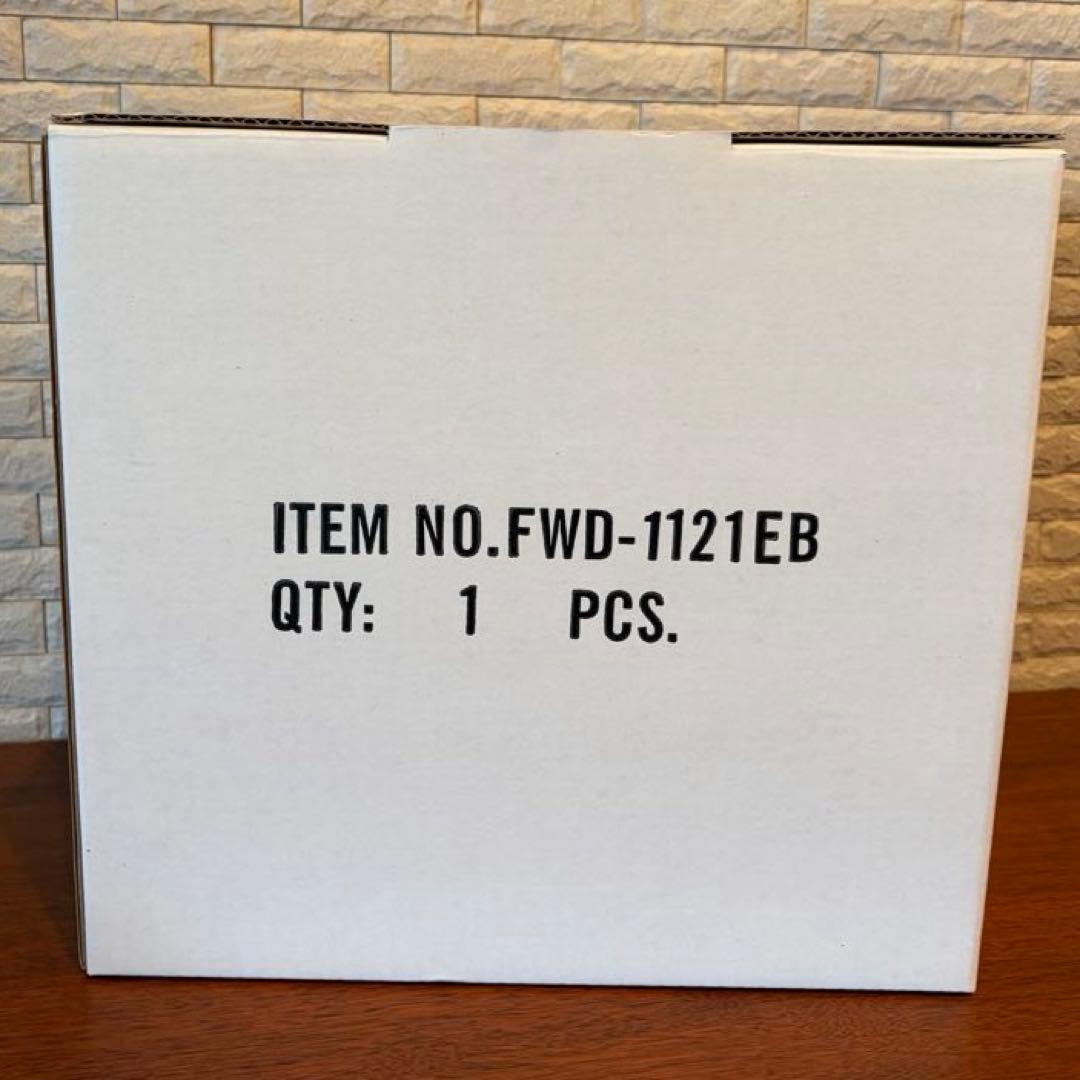 ITEM NO.FWD-1121EB
QTY: 1 PCS.